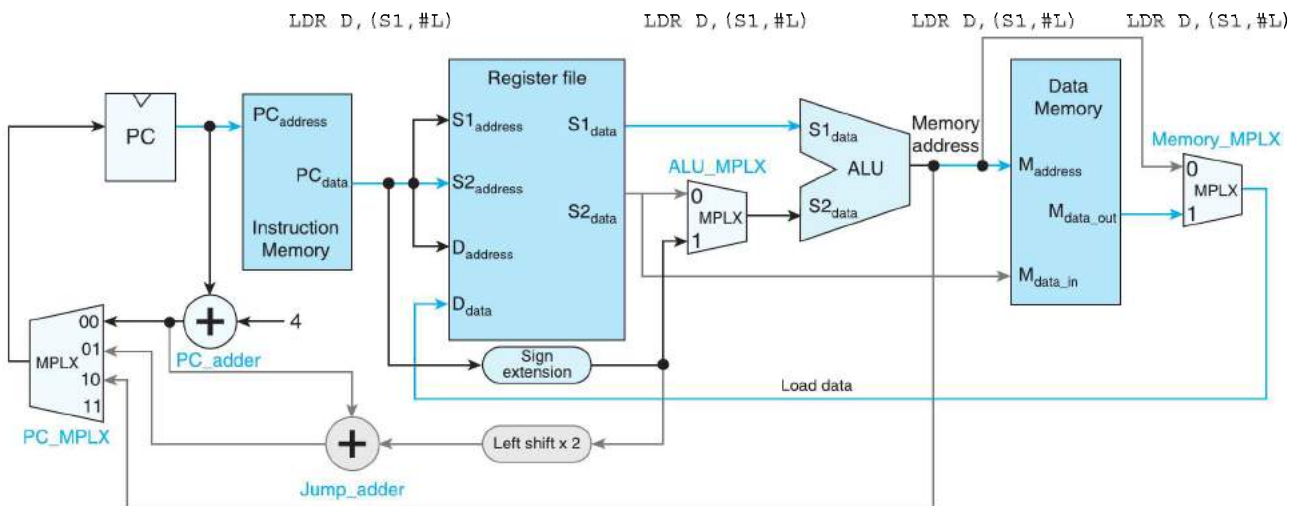 LDR D,(S1,#L)
LDR D,(S1,#L)
LDR D,(S1,#L)
LDR D,(S1,#L)
PC
PCaddress
PCdata
Instruction
Memory
Register file
S1address
S2address
Daddress
Ddata
S1data
S2data
ALU_MPLX
0
MPLX
1
S1data
ALU
S2data
Memory
address
Data
Memory
Maddress
Mdata_out
Mdata_in
Memory_MPLX
0
MPLX
1
00
01
MPLX
10
11
PC_MPLX
+
4
PC_adder
Sign
extension
Load data
+
Left shift x 2
Jump_adder